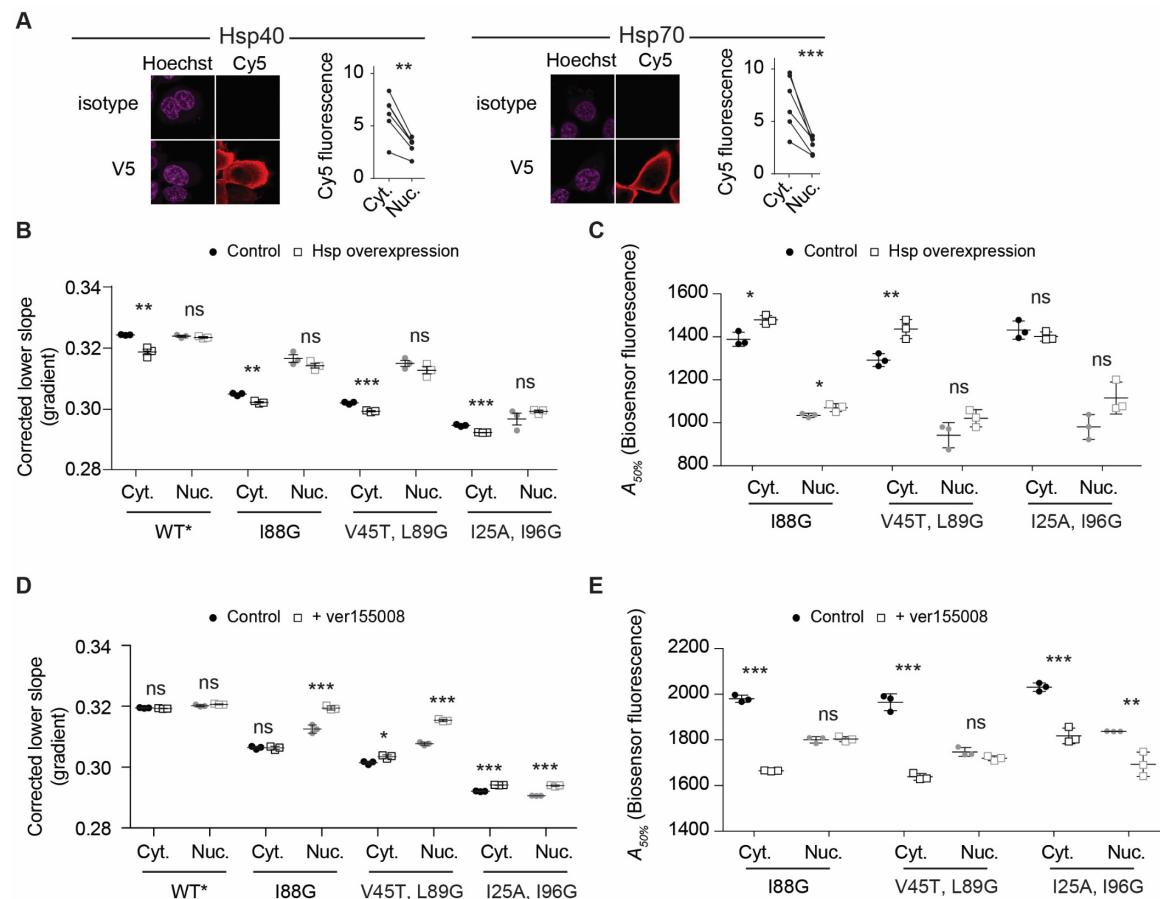 A
Hsp40
Hoechst Cy5
isotype
V5
Cy5 fluorescence
10
5
0
**
Cyt. Nuc.
Hsp70
Hoechst Cy5
isotype
V5
Cy5 fluorescence
10
5
0
***
Cyt. Nuc.
B
Control Hsp overexpression
Corrected lower slope
(gradient)
0.34
0.32
0.30
0.28
** ns ** ns *** ns *** ns
Cyt. Nuc. Cyt. Nuc. Cyt. Nuc. Cyt. Nuc.
WT* I88G V45T, L89G I25A, I96G
C
Control Hsp overexpression
A50% (Biosensor fluorescence)
1600
1400
1200
1000
800
* * ** ns ns ns
Cyt. Nuc. Cyt. Nuc. Cyt. Nuc.
I88G V45T, L89G I25A, I96G
D
Control + ver155008
Corrected lower slope
(gradient)
0.34
0.32
0.30
0.28
ns ns ns *** * *** *** ***
Cyt. Nuc. Cyt. Nuc. Cyt. Nuc. Cyt. Nuc.
WT* I88G V45T, L89G I25A, I96G
E
Control + ver155008
A50% (Biosensor fluorescence)
2200
2000
1800
1600
1400
*** ns *** ns *** **
Cyt. Nuc. Cyt. Nuc. Cyt. Nuc.
I88G V45T, L89G I25A, I96G